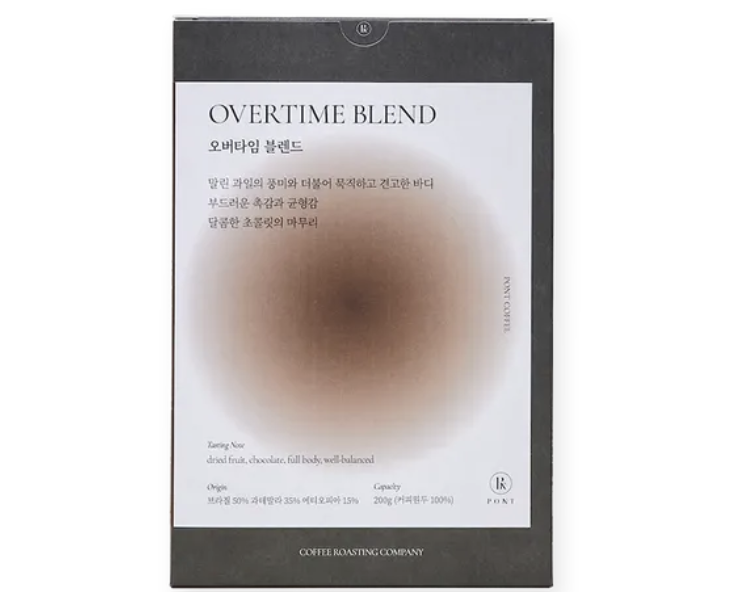 OVERTIME BLEND
오버타임 블렌드
말린 과일의 풍미와 더불어 묵직하고 견고한 바디
부드러운 촉감과 균형감
달콤한 초콜릿의 마무리
PONT COFFEE.
Tasting Note
dried fruit, chocolate, full body, well-balanced
Origin
브라질 50% 과테말라 35% 에티오피아 15%
Capacity
200g (커피원두 100%)
PONT
COFFEE ROASTING COMPANY